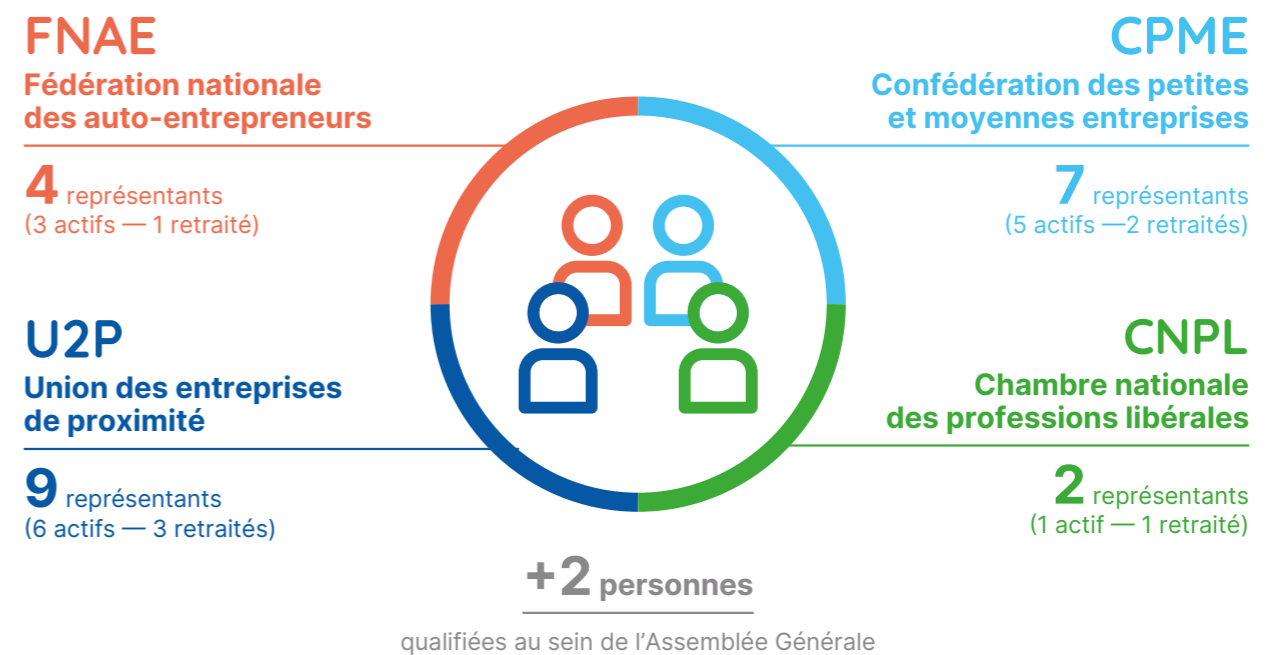 FNAE
Fédération nationale
des auto-entrepreneurs
4 représentants
(3 actifs — 1 retraité)
CPME
Confédération des petites
et moyennes entreprises
7 représentants
(5 actifs —2 retraités)
U2P
Union des entreprises
de proximité
9 représentants
(6 actifs — 3 retraités)
CNPL
Chambre nationale
des professions libérales
2 représentants
(1 actif — 1 retraité)
+2 personnes
qualifiées au sein de l’Assemblée Générale